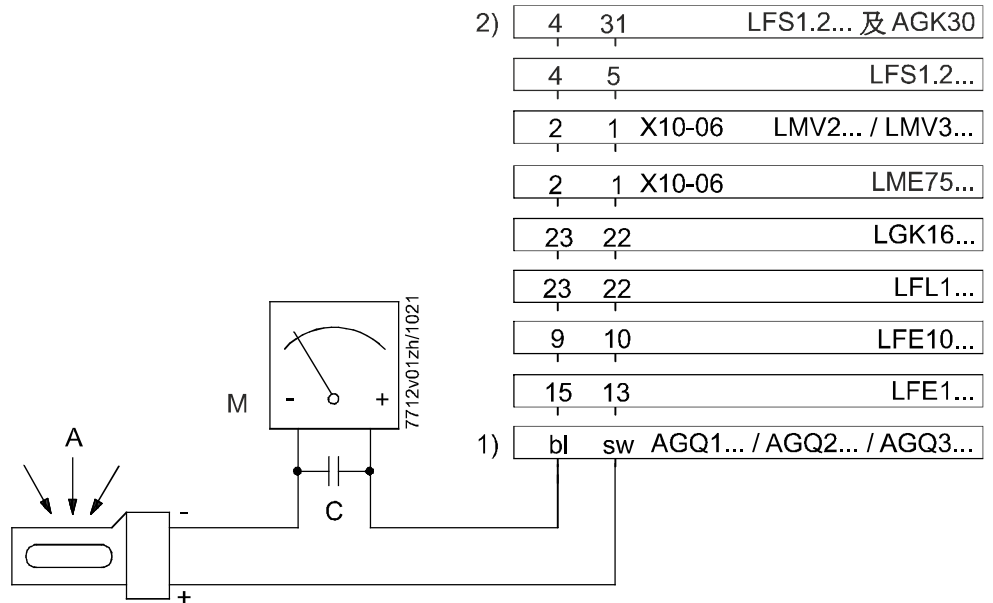 2) 4 31 LFS1.2... 及 AGK30
4 5 LFS1.2...
2 1 X10-06 LMV2... / LMV3...
2 1 X10-06 LME75...
23 22 LGK16...
23 22 LFL1...
9 10 LFE10...
15 13 LFE1...
1) bl sw AGQ1... / AGQ2... / AGQ3...
M - +
7712v01zh/1021
A
C
-
+